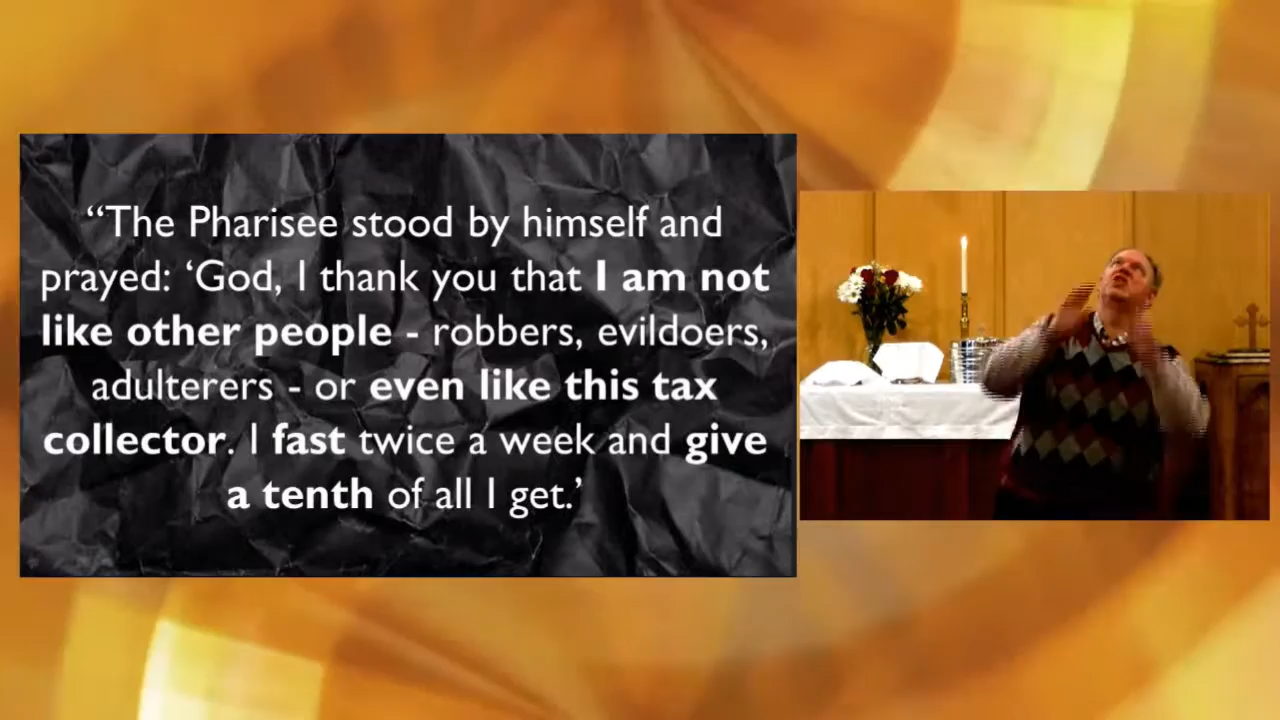 “The Pharisee stood by himself and
prayed: ‘God, I thank you that I am not
like other people - robbers, evildoers,
adulterers - or even like this tax
collector. I fast twice a week and give
a tenth of all I get.’